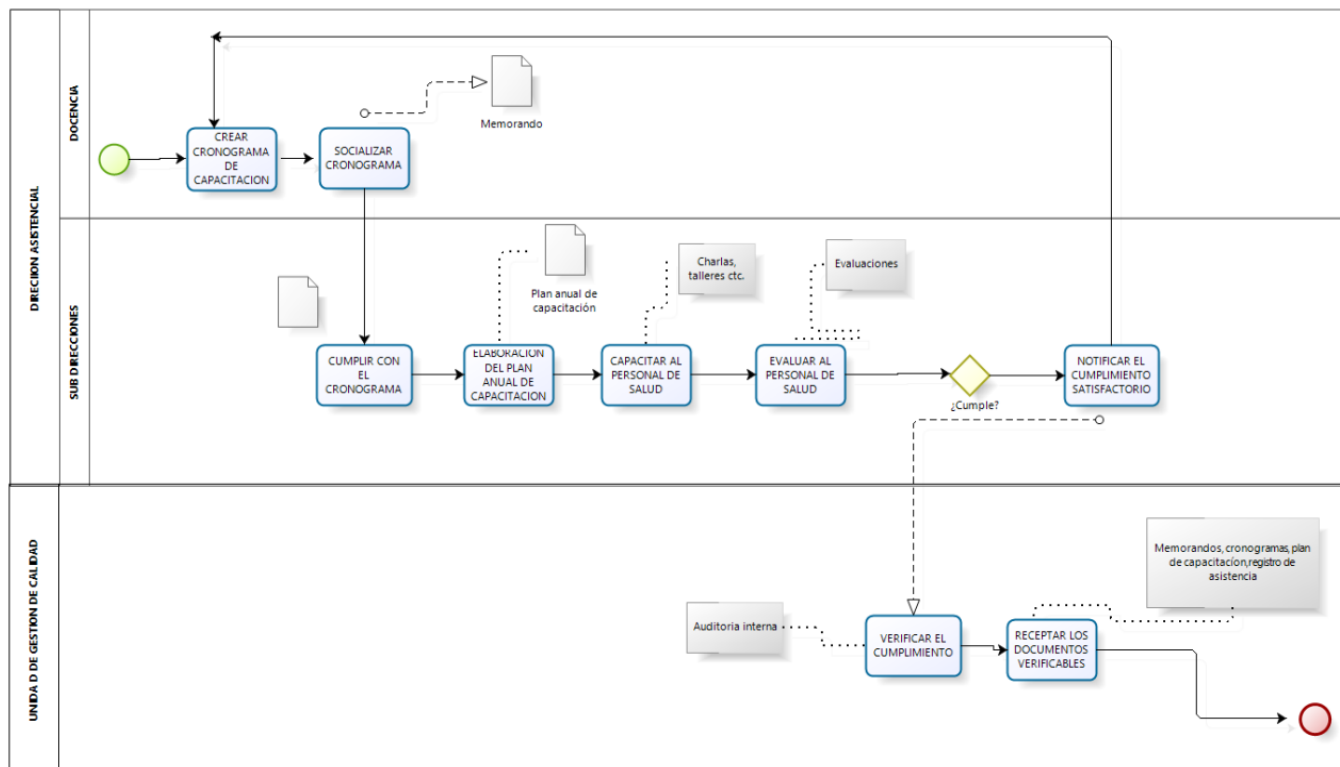 DIRECCION ASISTENCIAL
DOCENCIA
CREAR
CRONOGRAMA
DE
CAPACITACION
SOCIALIZAR
CRONOGRAMA
Memorando
SUB DIRECCIONES
Plan anual de
capacitación
Charlas,
talleres ctc.
Evaluaciones
CUMPLIR CON
EL
CRONOGRAMA
ELABORACION
DEL PLAN
ANUAL DE
CAPACITACION
CAPACITAR AL
PERSONAL DE
SALUD
EVALUAR AL
PERSONAL DE
SALUD
¿Cumple?
NOTIFICAR EL
CUMPLIMIENTO
SATISFACTORIO
UNIDA D DE GESTION DE CALIDAD
Auditoria interna
VERIFICAR EL
CUMPLIMIENTO
RECEPTAR LOS
DOCUMENTOS
VERIFICABLES
Memorandos, cronogramas, plan
de capacitacíon,registro de
asistencia